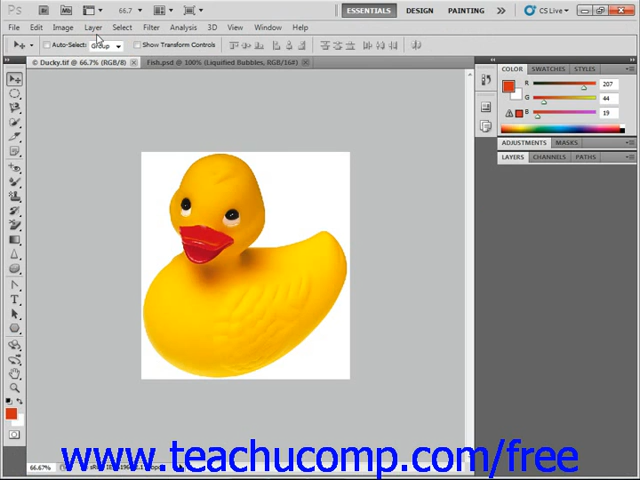 Ps 66.7 ESSENTIALS DESIGN PAINTING CS Live
File Edit Image Layer Select Filter Analysis 3D View Window Help
Auto-Select: Group Show Transform Controls
Ducky.tif @ 66.7% (RGB/8) Fish.psd @ 100% (Liquified Bubbles, RGB/16#)
COLOR SWATCHES STYLES
R 207
G 44
B 19
ADJUSTMENTS MASKS
LAYERS CHANNELS PATHS
66.67%
www.teachucomp.com/free